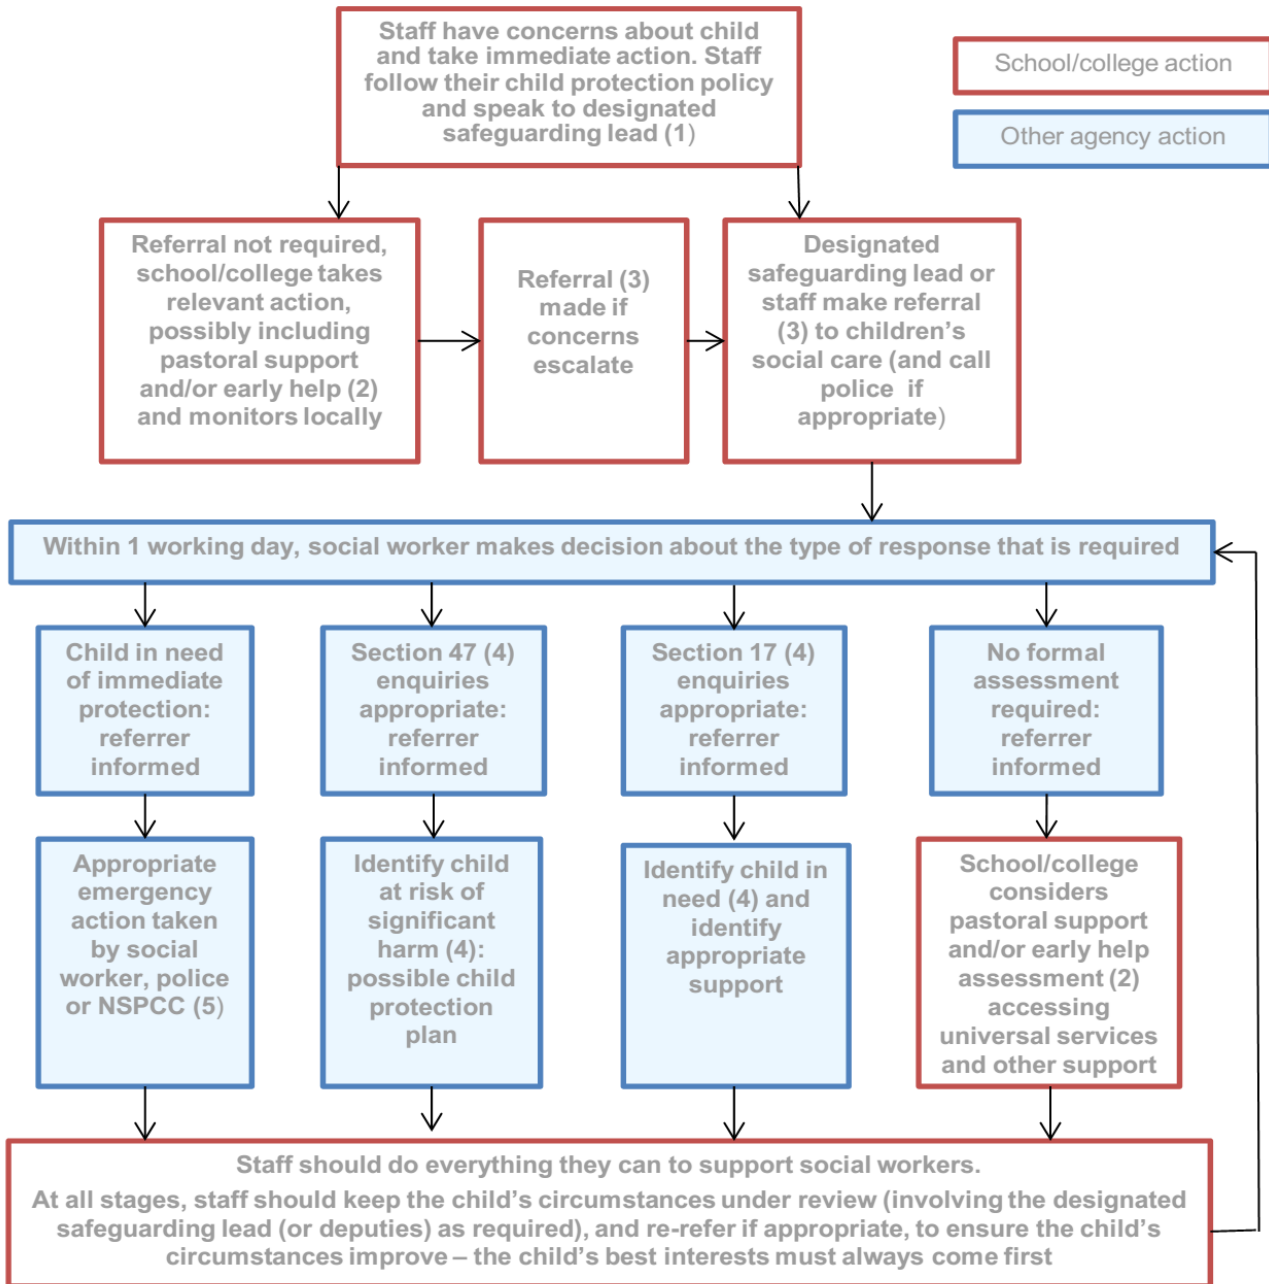 Staff have concerns about child
and take immediate action. Staff
follow their child protection policy
and speak to designated
safeguarding lead (1)
School/college action
Other agency action
Referral not required,
school/college takes
relevant action,
possibly including
pastoral support
and/or early help (2)
and monitors locally
Referral (3)
made if
concerns
escalate
Designated
safeguarding lead or
staff make referral
(3) to children’s
social care (and call
police if
appropriate)
Within 1 working day, social worker makes decision about the type of response that is required
Child in need
of immediate
protection:
referrer
informed
Section 47 (4)
enquiries
appropriate:
referrer
informed
Section 17 (4)
enquiries
appropriate:
referrer
informed
No formal
assessment
required:
referrer
informed
Appropriate
emergency
action taken
by social
worker, police
or NSPCC (5)
Identify child
at risk of
significant
harm (4):
possible child
protection
plan
Identify child in
need (4) and
identify
appropriate
support
School/college
considers
pastoral support
and/or early help
assessment (2)
accessing
universal services
and other support
Staff should do everything they can to support social workers.
At all stages, staff should keep the child’s circumstances under review (involving the designated
safeguarding lead (or deputies) as required), and re-refer if appropriate, to ensure the child’s
circumstances improve – the child’s best interests must always come first